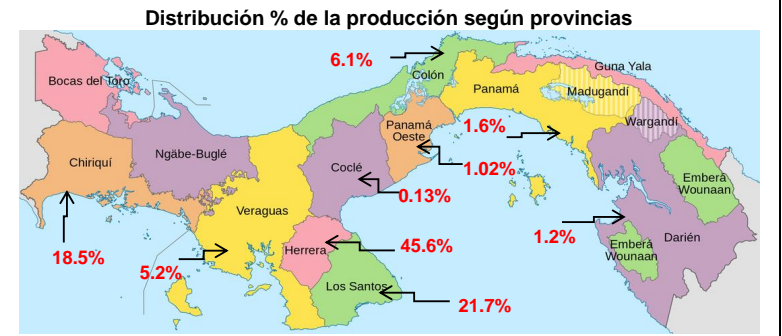 Distribución % de la producción según provincias
6.1%
Guna Yala
Colón
Bocas del Toro
Panamá
Madugandí
Panamá
Oeste
1.6%
Wargandí
Ngäbe-Buglé
Chiriquí
Coclé
1.02%
Emberá
Wounaan
0.13%
Veraguas
1.2%
Darién
Herrera
45.6%
Emberá
Wounaan
18.5%
5.2%
Los Santos
21.7%